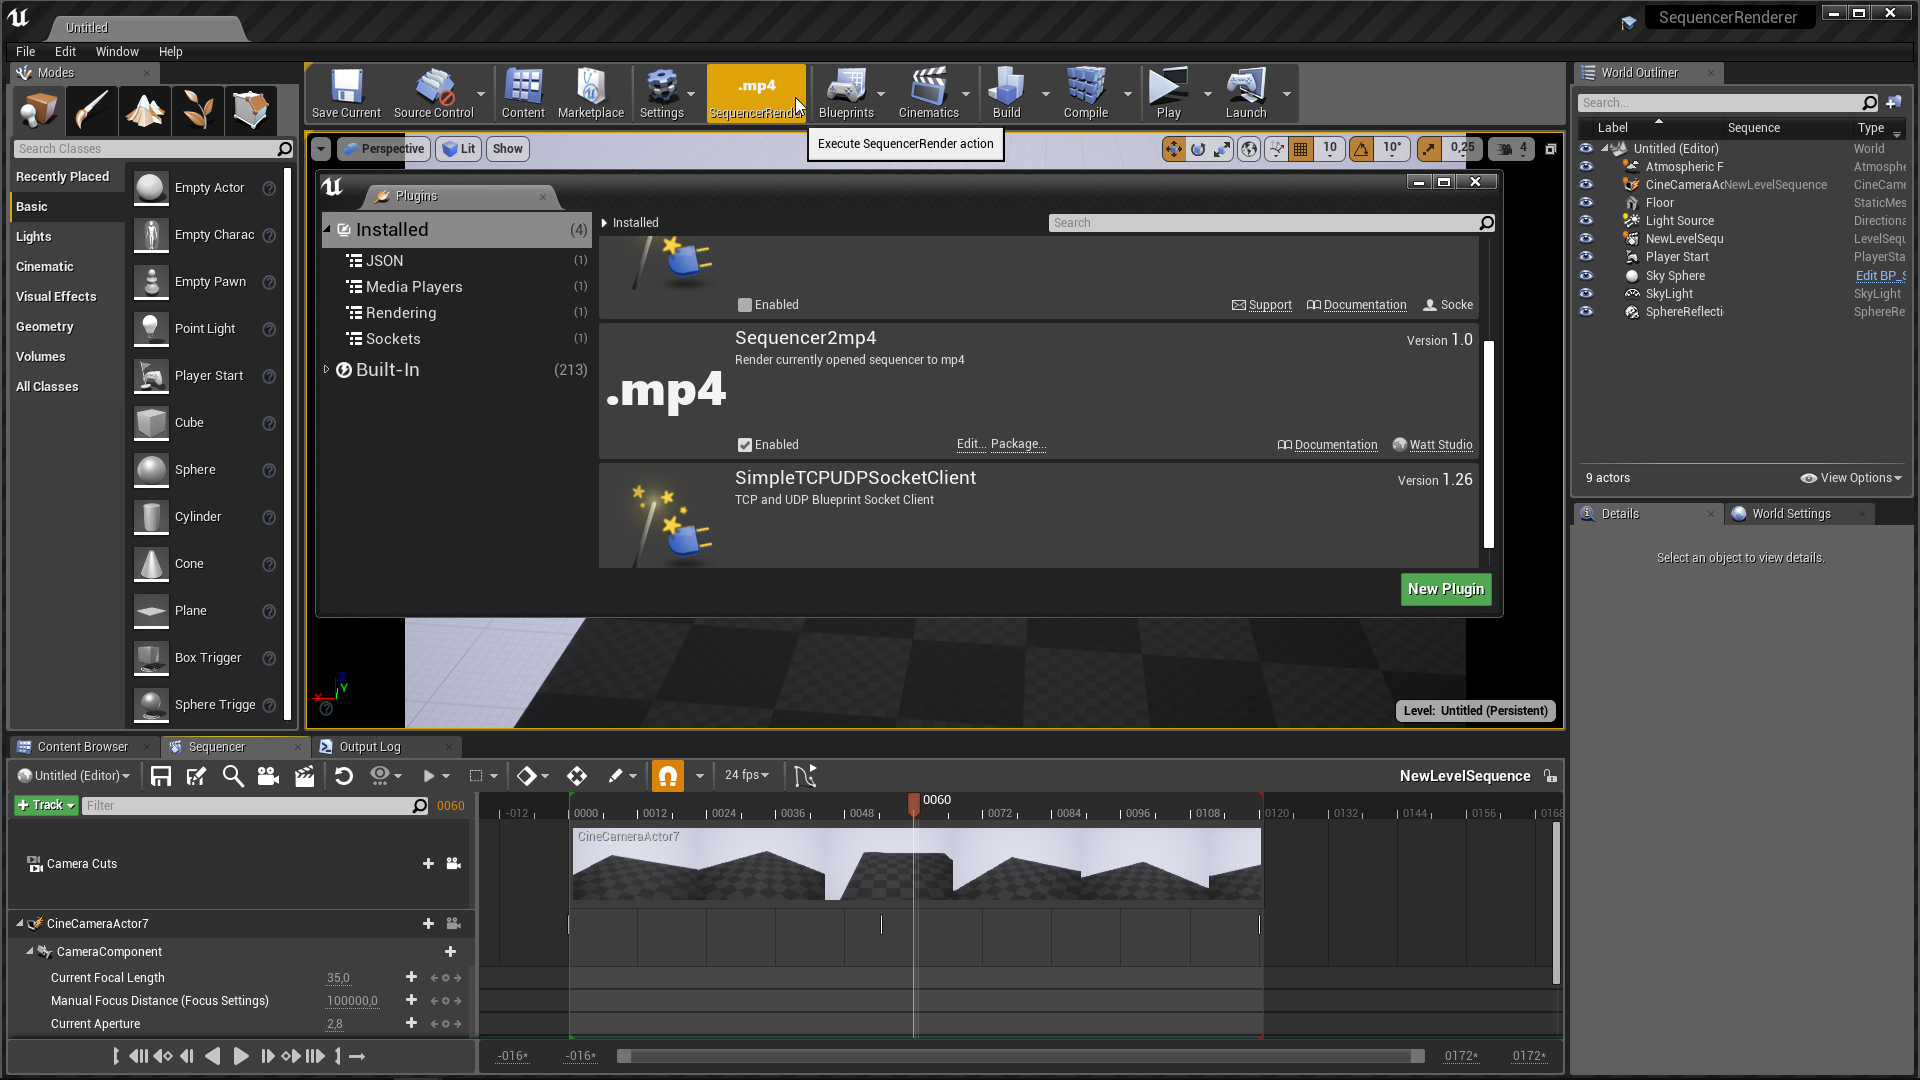 Untitled
SequencerRenderer
File Edit Window Help
Modes
Search Classes
Recently Placed
Basic
Lights
Cinematic
Visual Effects
Geometry
Volumes
All Classes
Empty Actor
Empty Charac
Empty Pawn
Point Light
Player Start
Cube
Sphere
Cylinder
Cone
Plane
Box Trigger
Sphere Trigge
Save Current
Source Control
Content
Marketplace
Settings
.mp4
SequencerRender
Blueprints
Cinematics
Build
Compile
Play
Launch
Execute SequencerRender action
Perspective Lit Show
10 10° 0,25 4
Plugins
Installed (4)
JSON (1)
Media Players (1)
Rendering (1)
Sockets (1)
Built-In (213)
Installed
Search
Enabled Support Documentation Socke
Sequencer2mp4 Version 1.0
Render currently opened sequencer to mp4
.mp4
Enabled Edit... Package... Documentation Watt Studio
SimpleTCPUDPSocketClient Version 1.26
TCP and UDP Blueprint Socket Client
New Plugin
Z
Y
X
Level: Untitled (Persistent)
World Outliner
Search...
Label Sequence Type
Untitled (Editor) World
Atmospheric F Atmosphe
CineCameraAc NewLevelSequence CineCame
Floor StaticMes
Light Source Directiona
NewLevelSequ LevelSequ
Player Start PlayerSta
Sky Sphere Edit BP_S
SkyLight SkyLight
SphereReflecti SphereRe
9 actors View Options
Details World Settings
Select an object to view details.
Content Browser Sequencer Output Log
Untitled (Editor) 24 fps NewLevelSequence
Track Filter 0060
-012 0000 0012 0024 0036 0048 0060 0072 0084 0096 0108 0120 0132 0144 0156 0168
CineCameraActor7
Camera Cuts
CineCameraActor7
CameraComponent
Current Focal Length 35,0
Manual Focus Distance (Focus Settings) 100000,0
Current Aperture 2,8
-016* -016* 0172* 0172*